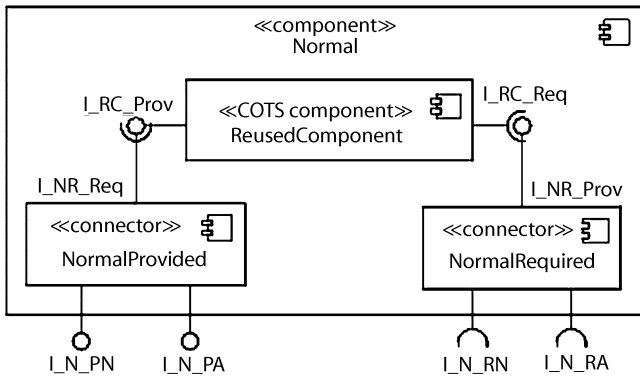 ≪component≫
Normal
I_RC_Prov
≪COTS component≫
ReusedComponent
I_RC_Req
I_NR_Req
I_NR_Prov
≪connector≫
NormalProvided
≪connector≫
NormalRequired
I_N_PN
I_N_PA
I_N_RN
I_N_RA